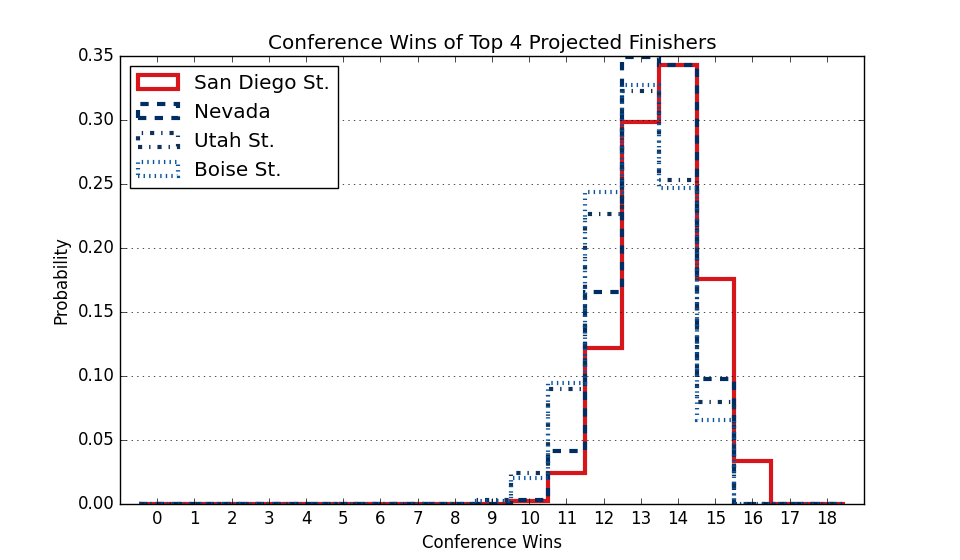 Conference Wins of Top 4 Projected Finishers
0.35
0.30
0.25
0.20
0.15
0.10
0.05
0.00
Probability
San Diego St.
Nevada
Utah St.
Boise St.
0 1 2 3 4 5 6 7 8 9 10 11 12 13 14 15 16 17 18
Conference Wins